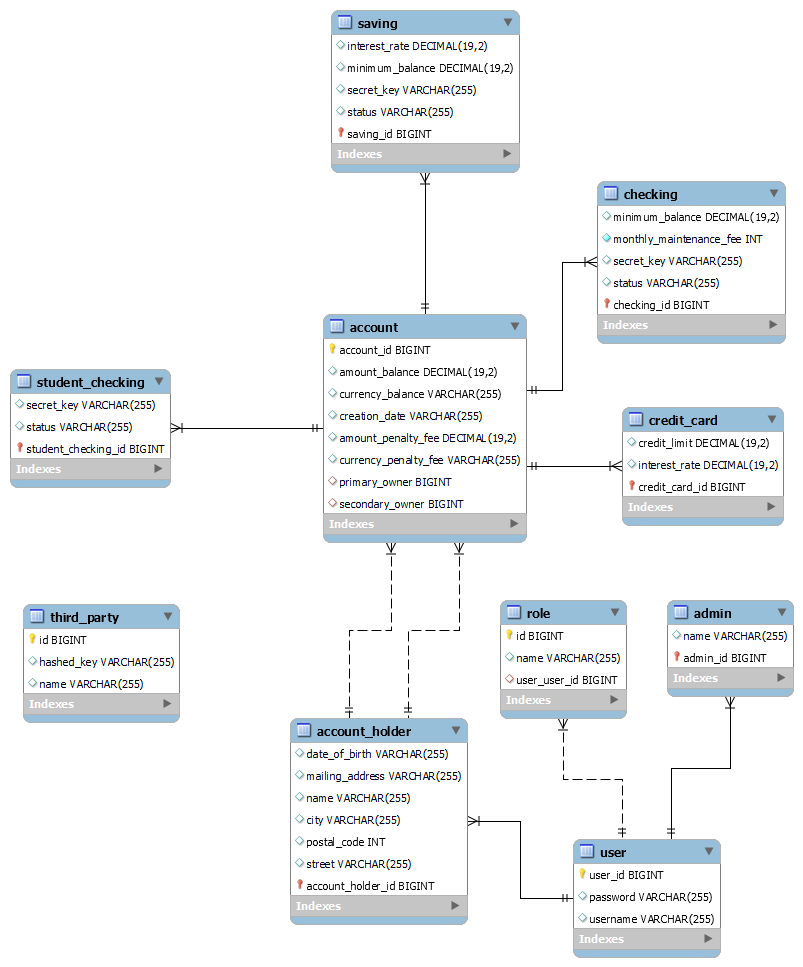 saving
interest_rate DECIMAL(19,2)
minimum_balance DECIMAL(19,2)
secret_key VARCHAR(255)
status VARCHAR(255)
saving_id BIGINT
Indexes
checking
minimum_balance DECIMAL(19,2)
monthly_maintenance_fee INT
secret_key VARCHAR(255)
status VARCHAR(255)
checking_id BIGINT
Indexes
account
account_id BIGINT
amount_balance DECIMAL(19,2)
currency_balance VARCHAR(255)
creation_date VARCHAR(255)
amount_penalty_fee DECIMAL(19,2)
currency_penalty_fee VARCHAR(255)
primary_owner BIGINT
secondary_owner BIGINT
Indexes
student_checking
secret_key VARCHAR(255)
status VARCHAR(255)
student_checking_id BIGINT
Indexes
credit_card
credit_limit DECIMAL(19,2)
interest_rate DECIMAL(19,2)
credit_card_id BIGINT
Indexes
third_party
id BIGINT
hashed_key VARCHAR(255)
name VARCHAR(255)
Indexes
role
id BIGINT
name VARCHAR(255)
user_user_id BIGINT
Indexes
admin
name VARCHAR(255)
admin_id BIGINT
Indexes
account_holder
date_of_birth VARCHAR(255)
mailing_address VARCHAR(255)
name VARCHAR(255)
city VARCHAR(255)
postal_code INT
street VARCHAR(255)
account_holder_id BIGINT
Indexes
user
user_id BIGINT
password VARCHAR(255)
username VARCHAR(255)
Indexes